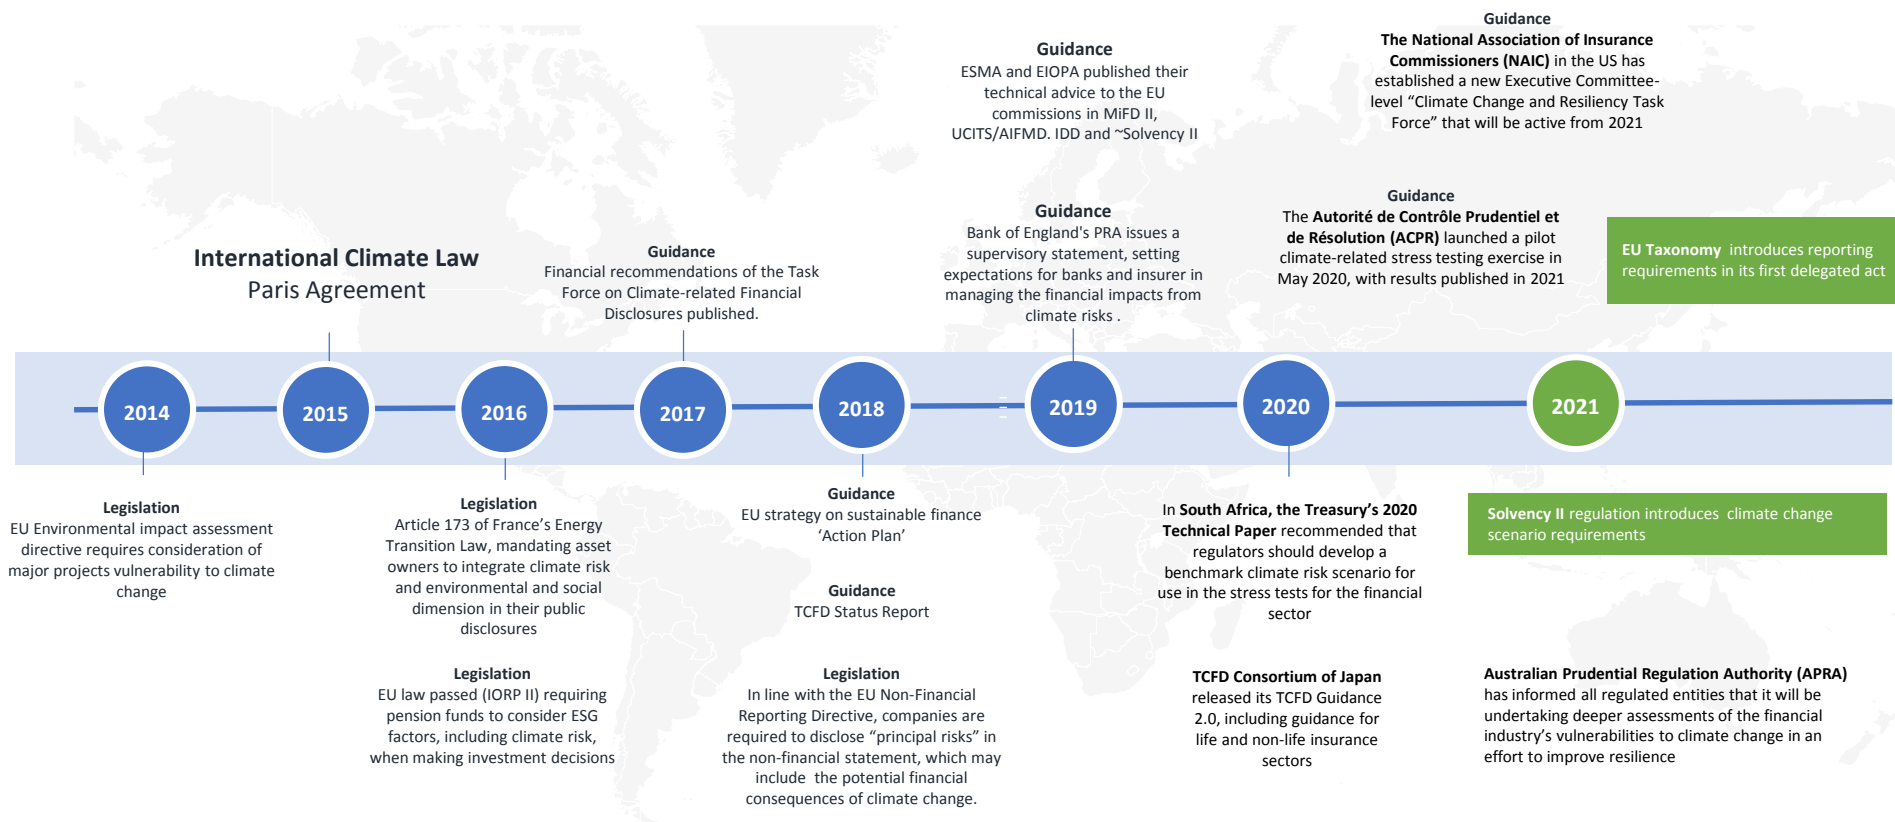 Guidance
The National Association of Insurance
Commissioners (NAIC) in the US has
established a new Executive Committee-
level “Climate Change and Resiliency Task
Force” that will be active from 2021
Guidance
ESMA and EIOPA published their
technical advice to the EU
commissions in MiFD II,
UCITS/AIFMD. IDD and ~Solvency II
Guidance
The Autorité de Contrôle Prudentiel et
de Résolution (ACPR) launched a pilot
climate-related stress testing exercise in
May 2020, with results published in 2021
Guidance
Bank of England's PRA issues a
supervisory statement, setting
expectations for banks and insurer in
managing the financial impacts from
climate risks .
EU Taxonomy introduces reporting
requirements in its first delegated act
International Climate Law
Paris Agreement
Guidance
Financial recommendations of the Task
Force on Climate-related Financial
Disclosures published.
2014
2015
2016
2017
2018
2019
2020
2021
Legislation
EU Environmental impact assessment
directive requires consideration of
major projects vulnerability to climate
change
Legislation
Article 173 of France’s Energy
Transition Law, mandating asset
owners to integrate climate risk
and environmental and social
dimension in their public
disclosures
Legislation
EU law passed (IORP II) requiring
pension funds to consider ESG
factors, including climate risk,
when making investment decisions
Guidance
EU strategy on sustainable finance
‘Action Plan’
Guidance
TCFD Status Report
Legislation
In line with the EU Non-Financial
Reporting Directive, companies are
required to disclose “principal risks” in
the non-financial statement, which may
include the potential financial
consequences of climate change.
In South Africa, the Treasury’s 2020
Technical Paper recommended that
regulators should develop a
benchmark climate risk scenario for
use in the stress tests for the financial
sector
TCFD Consortium of Japan
released its TCFD Guidance
2.0, including guidance for
life and non-life insurance
sectors
Solvency II regulation introduces climate change
scenario requirements
Australian Prudential Regulation Authority (APRA)
has informed all regulated entities that it will be
undertaking deeper assessments of the financial
industry’s vulnerabilities to climate change in an
effort to improve resilience